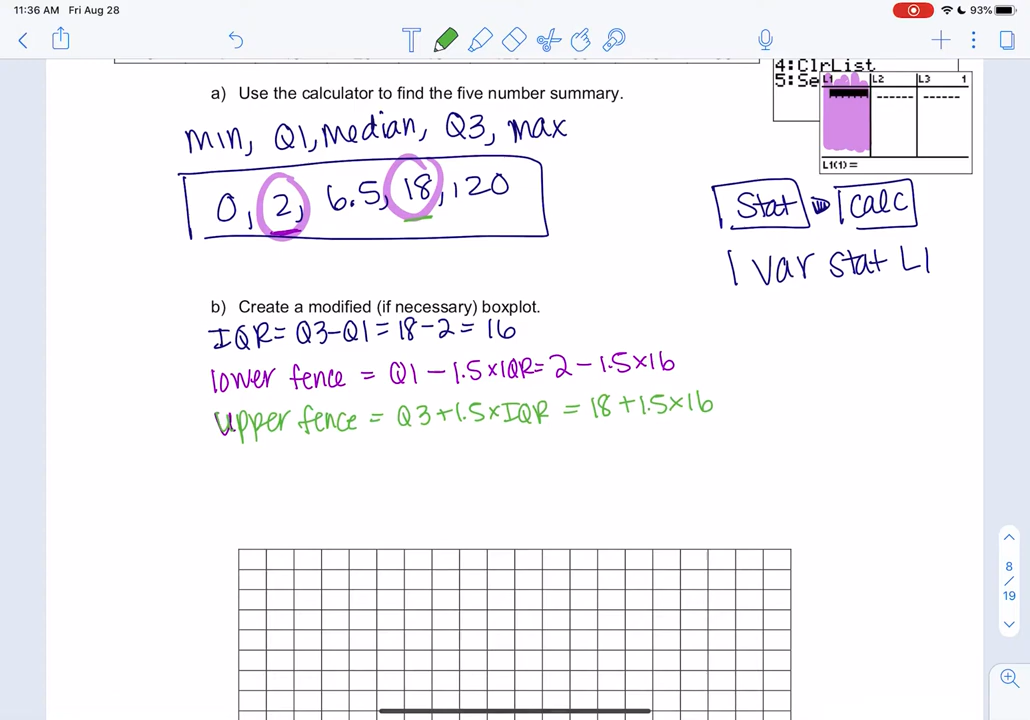 11:36 AM Fri Aug 28
93%
4:ClrList
5:Se
L1 L2 L3 1
L1(1)=
a) Use the calculator to find the five number summary.
min, Q1, median, Q3, max
0, 2, 6.5, 18, 120
Stat calc
1 var stat L1
b) Create a modified (if necessary) boxplot.
IQR = Q3-Q1 = 18-2 = 16
lower fence = Q1 - 1.5×IQR = 2 - 1.5×16
upper fence = Q3+1.5×IQR = 18+1.5×16
8
/
19